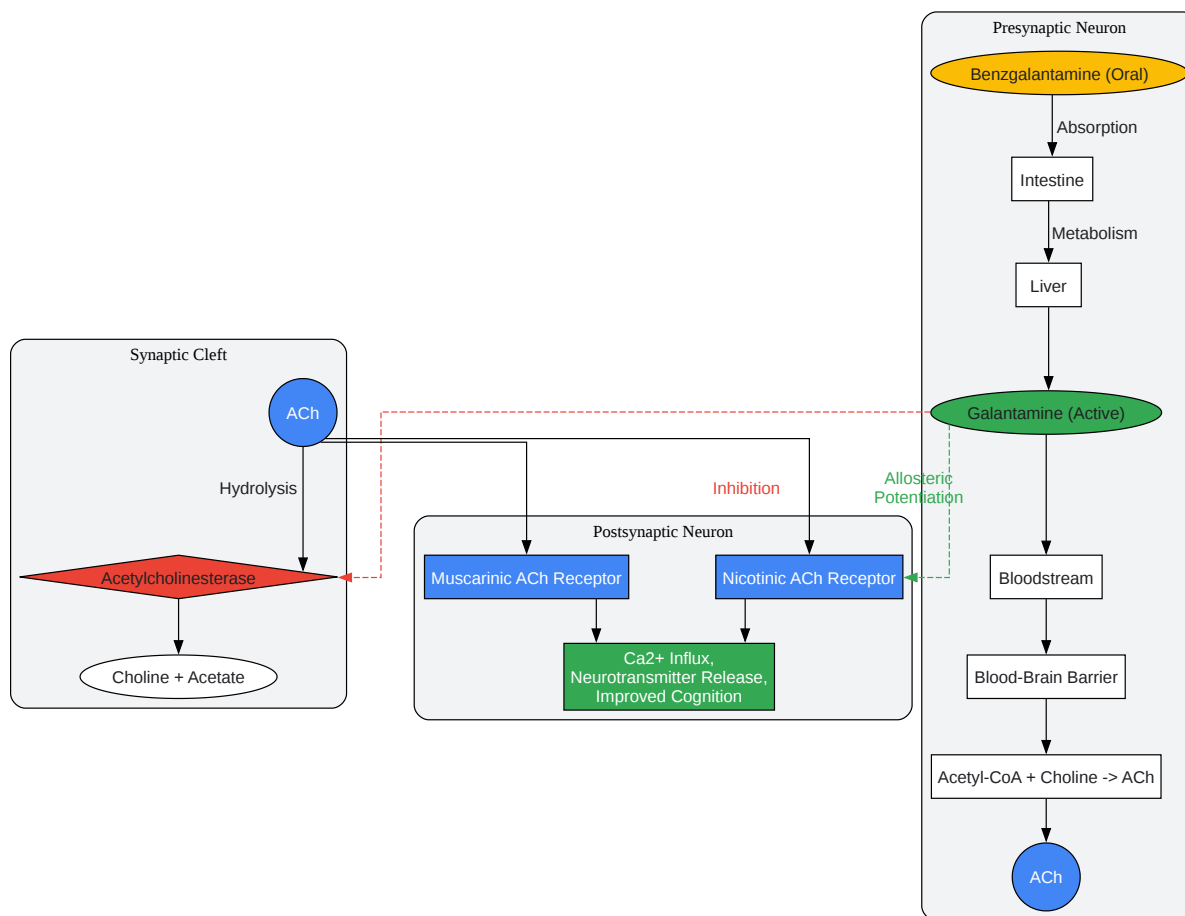 Presynaptic Neuron
Benzgalantamine (Oral)
Absorption
Intestine
Metabolism
Liver
Synaptic Cleft
ACh
Galantamine (Active)
Hydrolysis
Inhibition
Allosteric
Potentiation
Postsynaptic Neuron
Acetylcholinesterase
Muscarinic ACh Receptor
Nicotinic ACh Receptor
Bloodstream
Choline + Acetate
Ca2+ Influx,
Neurotransmitter Release,
Improved Cognition
Blood-Brain Barrier
Acetyl-CoA + Choline -> ACh
ACh